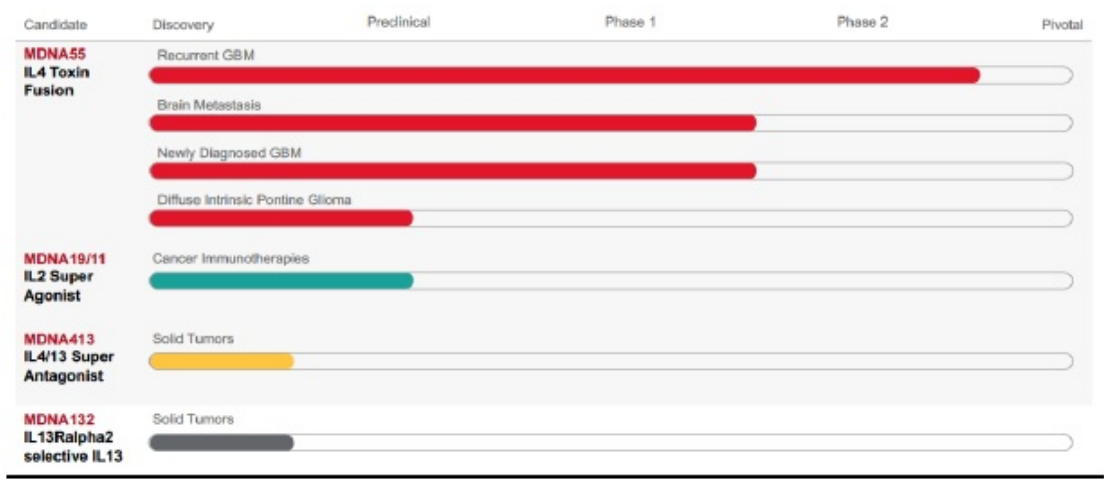 Candidate Discovery Preclinical Phase 1 Phase 2 Pivotal
MDNA55
IL4 Toxin
Fusion
Recurrent GBM
Brain Metastasis
Newly Diagnosed GBM
Diffuse Intrinsic Pontine Glioma
MDNA19/11
IL2 Super
Agonist
Cancer Immunotherapies
MDNA413
IL4/13 Super
Antagonist
Solid Tumors
MDNA132
IL13Ralpha2
selective IL13
Solid Tumors